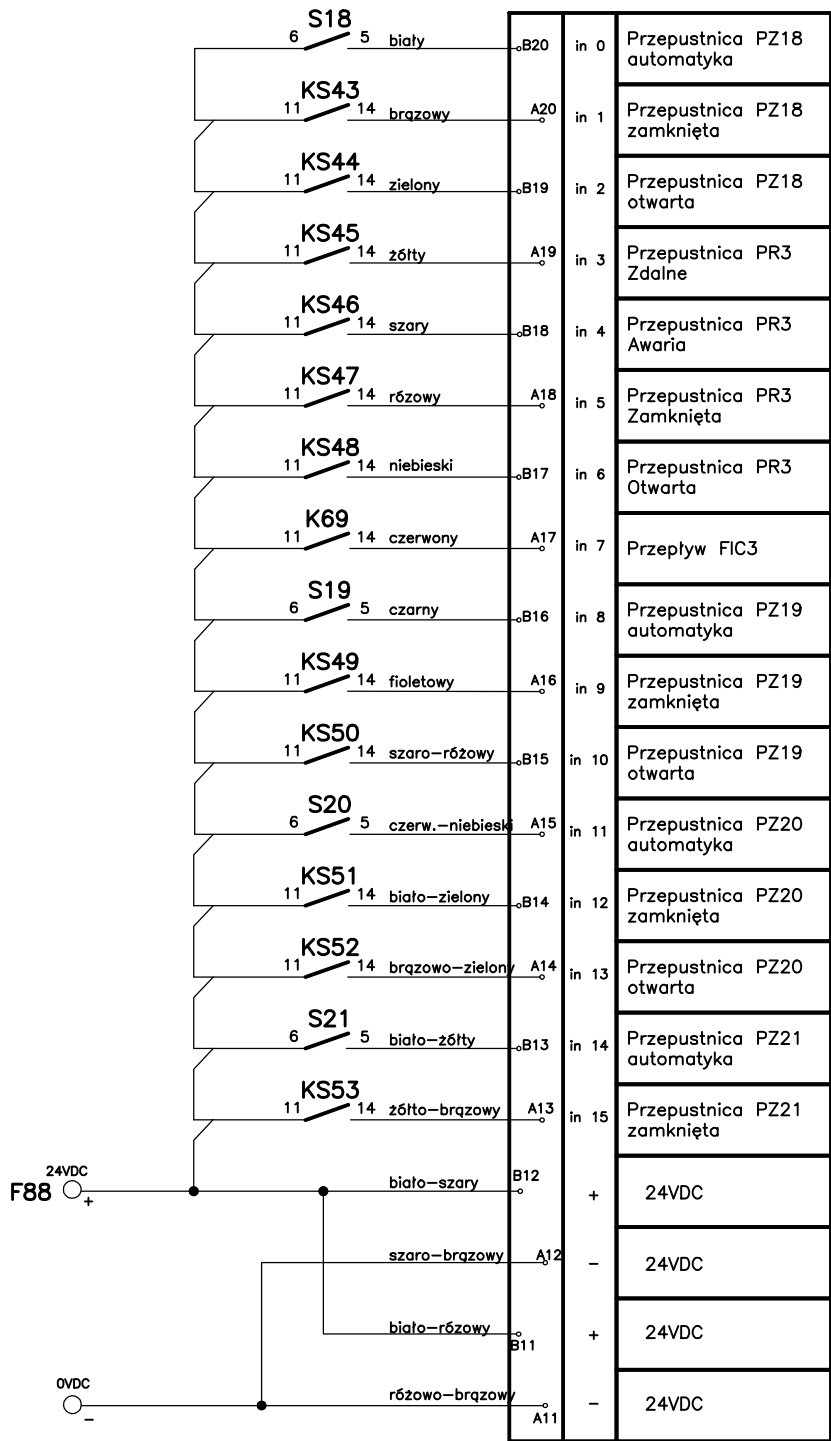 S18
6 5 biały B20 in 0 Przepustnica PZ18
automatyka
KS43
11 14 brązowy A20 in 1 Przepustnica PZ18
zamknięta
KS44
11 14 zielony B19 in 2 Przepustnica PZ18
otwarta
KS45
11 14 żółty A19 in 3 Przepustnica PR3
Zdalne
KS46
11 14 szary B18 in 4 Przepustnica PR3
Awaria
KS47
11 14 różowy A18 in 5 Przepustnica PR3
Zamknięta
KS48
11 14 niebieski B17 in 6 Przepustnica PR3
Otwarta
K69
11 14 czerwony A17 in 7 Przepływ FIC3
S19
6 5 czarny B16 in 8 Przepustnica PZ19
automatyka
KS49
11 14 fioletowy A16 in 9 Przepustnica PZ19
zamknięta
KS50
11 14 szaro-różowy B15 in 10 Przepustnica PZ19
otwarta
S20
6 5 czerw.-niebieski A15 in 11 Przepustnica PZ20
automatyka
KS51
11 14 biało-zielony B14 in 12 Przepustnica PZ20
zamknięta
KS52
11 14 brązowo-zielony A14 in 13 Przepustnica PZ20
otwarta
S21
6 5 biało-żółty B13 in 14 Przepustnica PZ21
automatyka
KS53
11 14 żółto-brązowy A13 in 15 Przepustnica PZ21
zamknięta
24VDC
F88 + biało-szary B12 + 24VDC
szaro-brązowy A12 - 24VDC
biało-różowy B11 + 24VDC
0VDC
- różowo-brązowy A11 - 24VDC